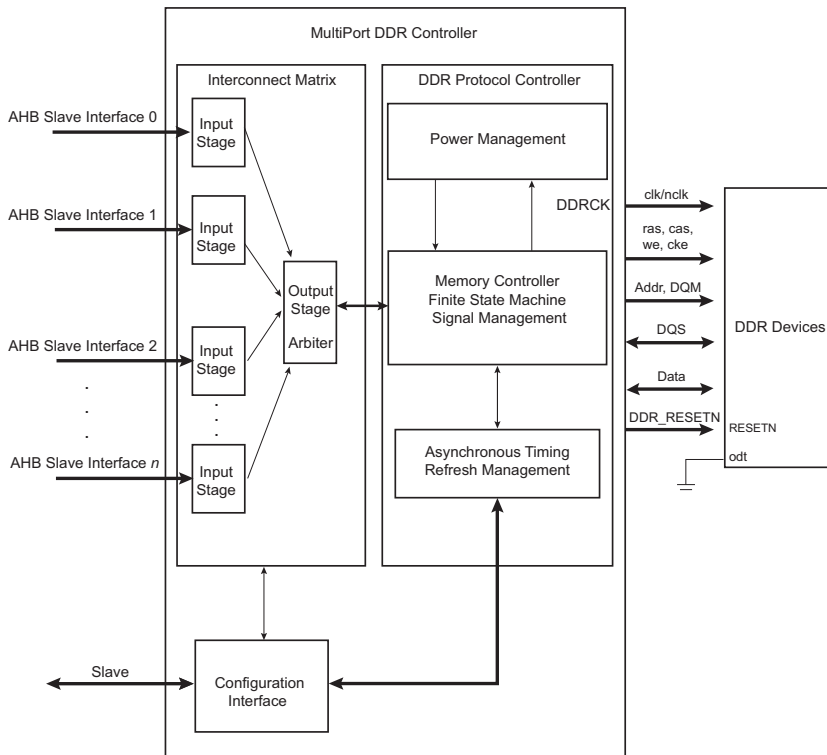 MultiPort DDR Controller
Interconnect Matrix
DDR Protocol Controller
AHB Slave Interface 0
Input
Stage
Power Management
AHB Slave Interface 1
Input
Stage
DDRCK
clk/nclk
ras, cas,
we, cke
Output
Stage
Arbiter
Memory Controller
Finite State Machine
Signal Management
Addr, DQM
DQS
DDR Devices
AHB Slave Interface 2
Input
Stage
Data
.
.
.
. . .
DDR_RESETN
RESETN
AHB Slave Interface n
Input
Stage
Asynchronous Timing
Refresh Management
odt
Slave
Configuration
Interface